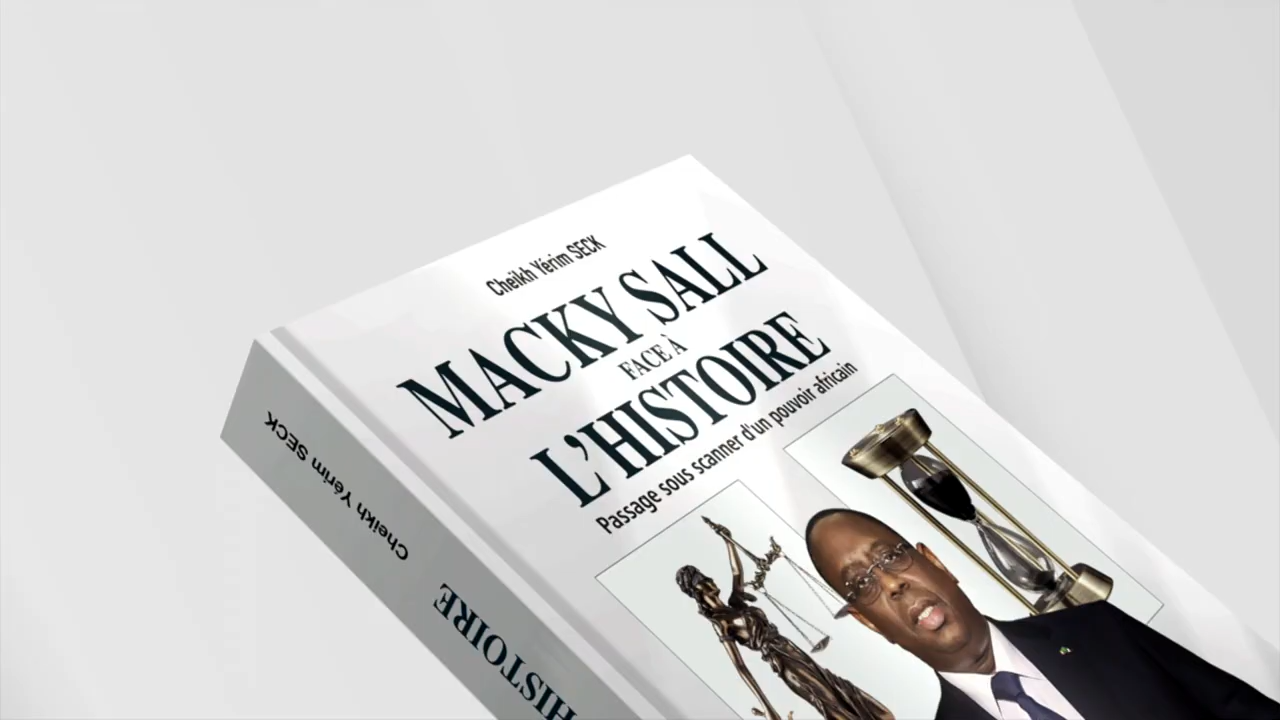 Cheikh Yérim SECK
MACKY SALL
FACE À
L'HISTOIRE
Passage sous scanner d'un pouvoir africain
Cheikh Yérim SECK
HISTOIRE